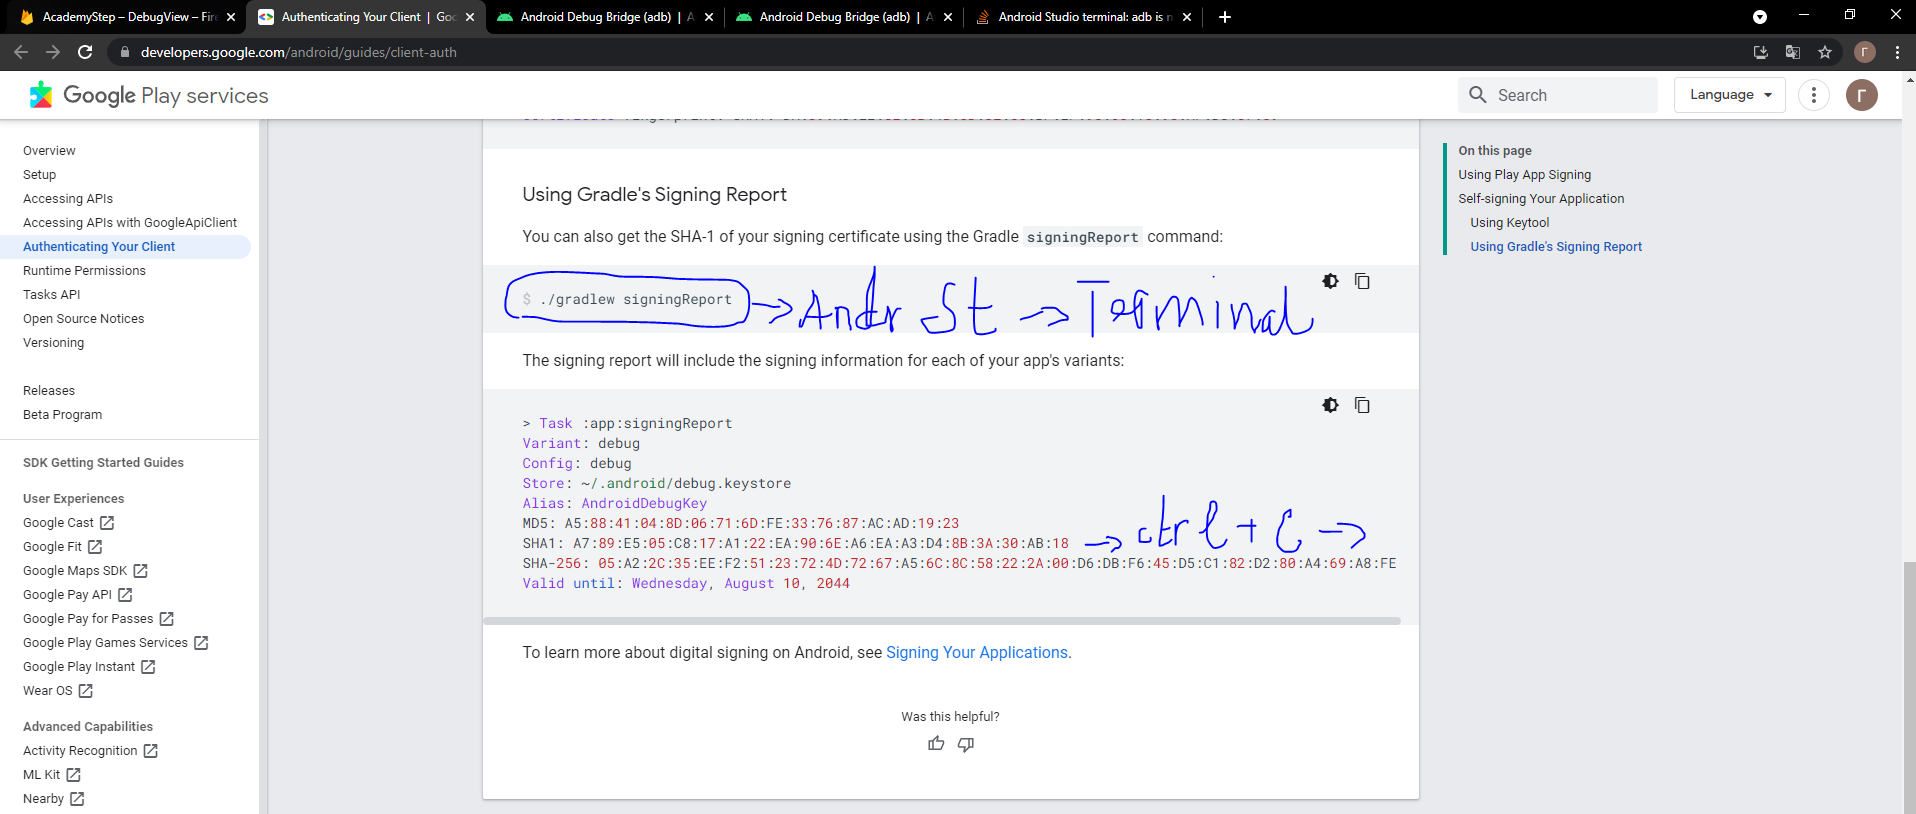 AcademyStep – DebugView – Fire
Authenticating Your Client | Goo
Android Debug Bridge (adb) | A
Android Debug Bridge (adb) | A
Android Studio terminal: adb is n
developers.google.com/android/guides/client-auth
Г
Google Play services
Search
Language
Г
Overview
Setup
Accessing APIs
Accessing APIs with GoogleApiClient
Authenticating Your Client
Runtime Permissions
Tasks API
Open Source Notices
Versioning
Releases
Beta Program
SDK Getting Started Guides
User Experiences
Google Cast
Google Fit
Google Maps SDK
Google Pay API
Google Pay for Passes
Google Play Games Services
Google Play Instant
Wear OS
Advanced Capabilities
Activity Recognition
ML Kit
Nearby
Using Gradle's Signing Report
You can also get the SHA-1 of your signing certificate using the Gradle signingReport command:
$ ./gradlew signingReport → Andr St → Terminal
The signing report will include the signing information for each of your app's variants:
> Task :app:signingReport
Variant: debug
Config: debug
Store: ~/.android/debug.keystore
Alias: AndroidDebugKey
MD5: A5:88:41:04:8D:06:71:6D:FE:33:76:87:AC:AD:19:23
SHA1: A7:89:E5:05:C8:17:A1:22:EA:90:6E:A6:EA:A3:D4:8B:3A:30:AB:18 → ctrl + C →
SHA-256: 05:A2:2C:35:EE:F2:51:23:72:4D:72:67:A5:6C:8C:58:22:2A:00:D6:DB:F6:45:D5:C1:82:D2:80:A4:69:A8:FE
Valid until: Wednesday, August 10, 2044
To learn more about digital signing on Android, see Signing Your Applications.
Was this helpful?
On this page
Using Play App Signing
Self-signing Your Application
Using Keytool
Using Gradle's Signing Report